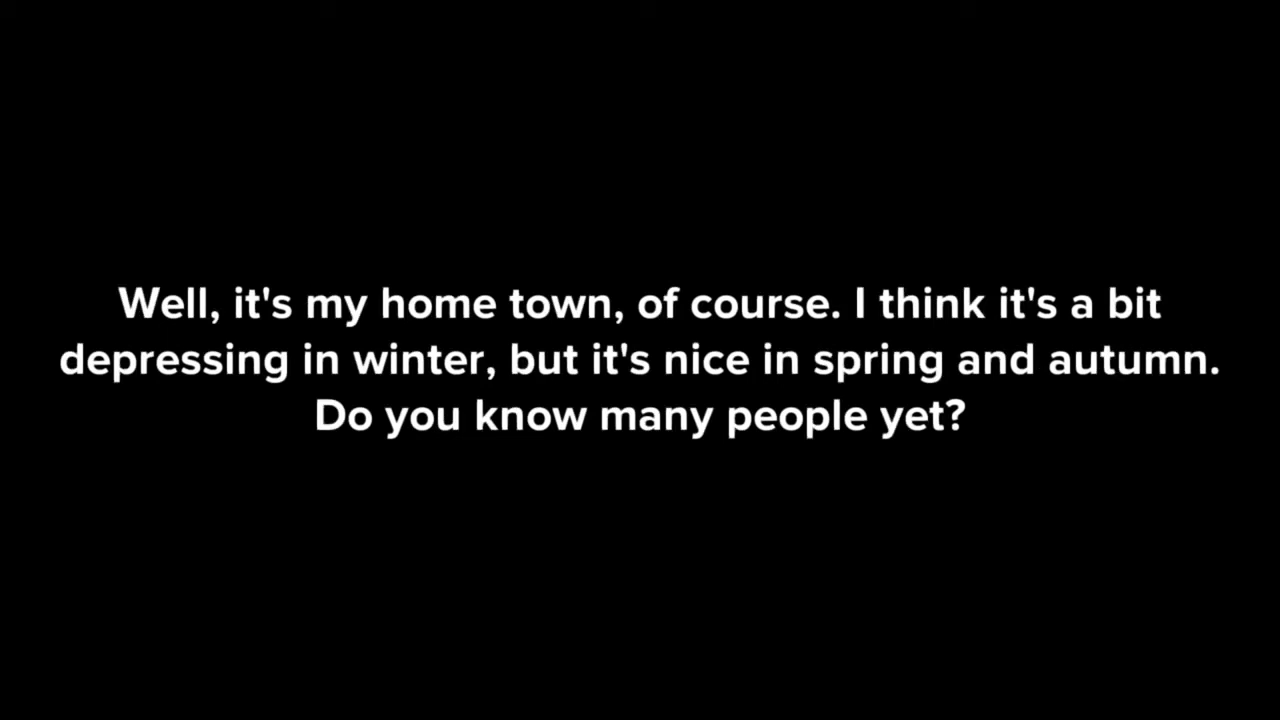 Well, it's my home town, of course. I think it's a bit
depressing in winter, but it's nice in spring and autumn.
Do you know many people yet?